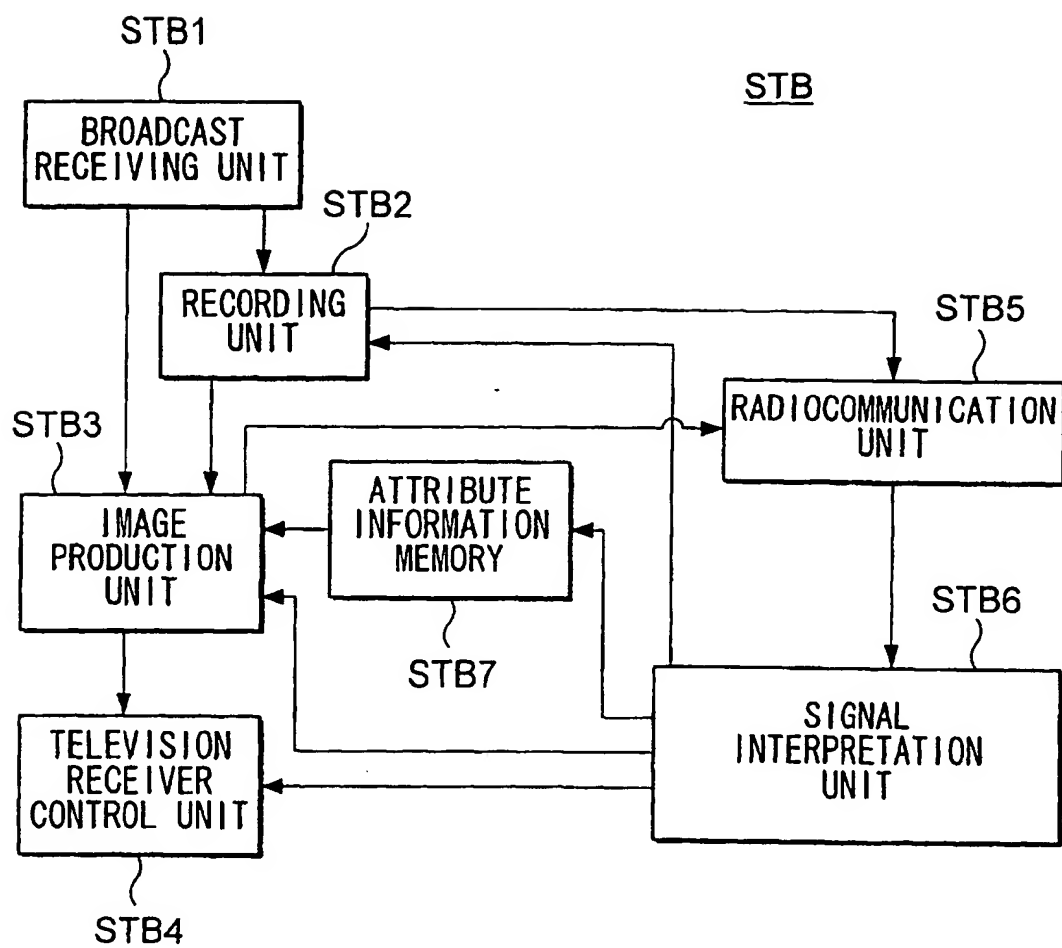 STB1
STB
BROADCAST
RECEIVING UNIT
STB2
RECORDING
UNIT
STB5
RADIOCOMMUNICATION
UNIT
STB3
IMAGE
PRODUCTION
UNIT
ATTRIBUTE
INFORMATION
MEMORY
STB7
STB6
SIGNAL
INTERPRETATION
UNIT
TELEVISION
RECEIVER
CONTROL UNIT
STB4